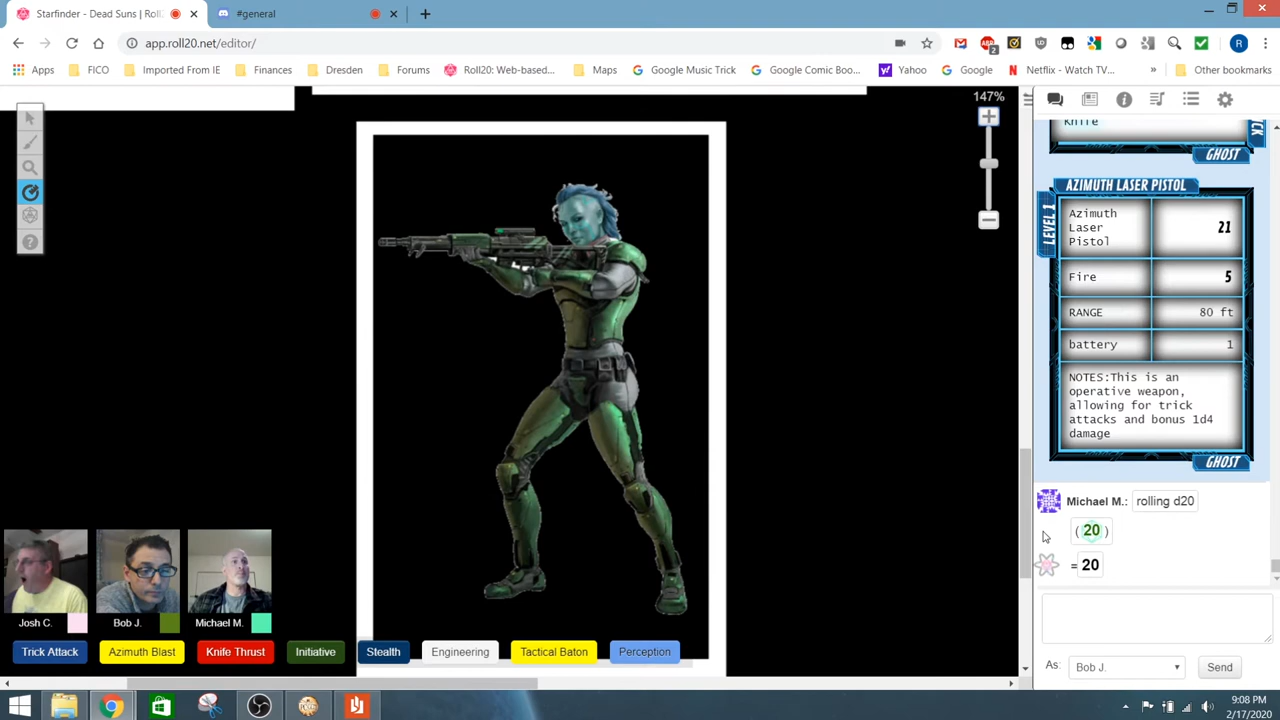 Starfinder - Dead Suns | Roll
#general
app.roll20.net/editor/
2
R
Apps
FICO
Imported From IE
Finances
Dresden
Forums
Roll20: Web-based...
Maps
Google Music Trick
Google Comic Boo...
Yahoo
Google
Netflix - Watch TV...
»
Other bookmarks
147%
Knife
GHOST
AZIMUTH LASER PISTOL
LEVEL 1
Azimuth
Laser
Pistol
21
Fire
5
RANGE
80 ft
battery
1
NOTES:This is an
operative weapon,
allowing for trick
attacks and bonus 1d4
damage
GHOST
Michael M.:
rolling d20
(20)
=20
Josh C.
Bob J.
Michael M.
Trick Attack
Azimuth Blast
Knife Thrust
Initiative
Stealth
Engineering
Tactical Baton
Perception
As:
Bob J.
Send
9:08 PM
2/17/2020